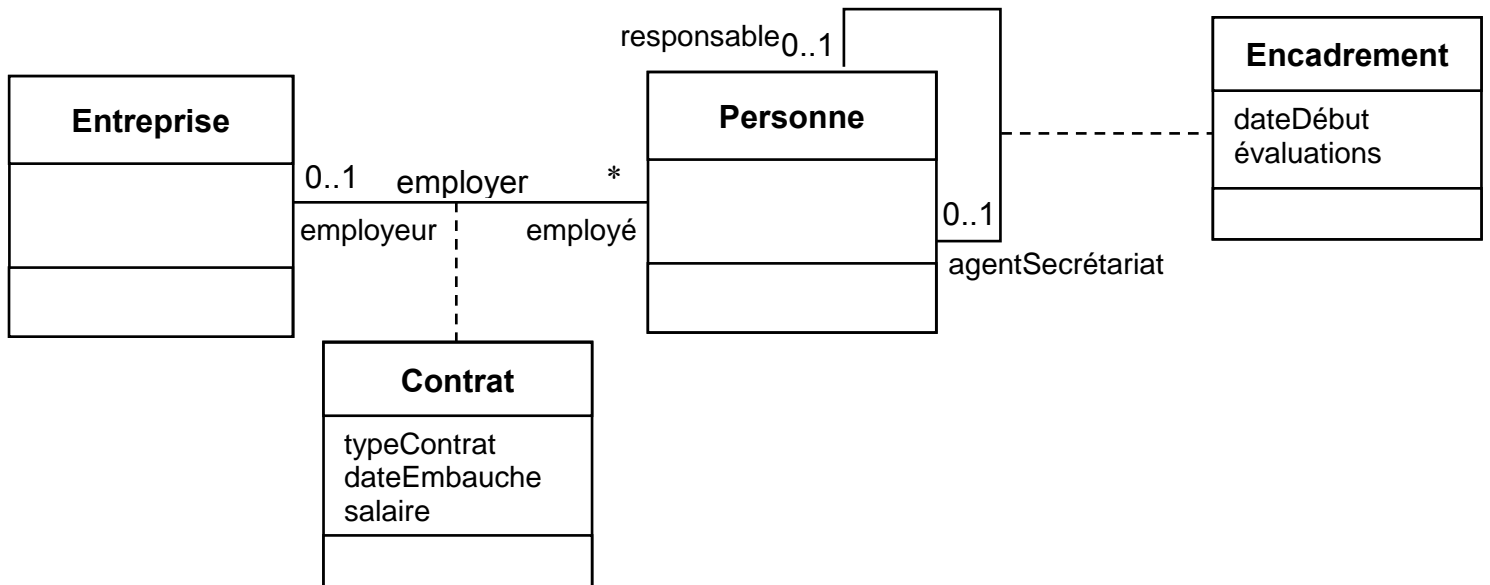 responsable 0..1
Encadrement
dateDébut
évaluations
Entreprise
Personne
0..1 employer *
employeur employé
0..1
agentSecrétariat
Contrat
typeContrat
dateEmbauche
salaire